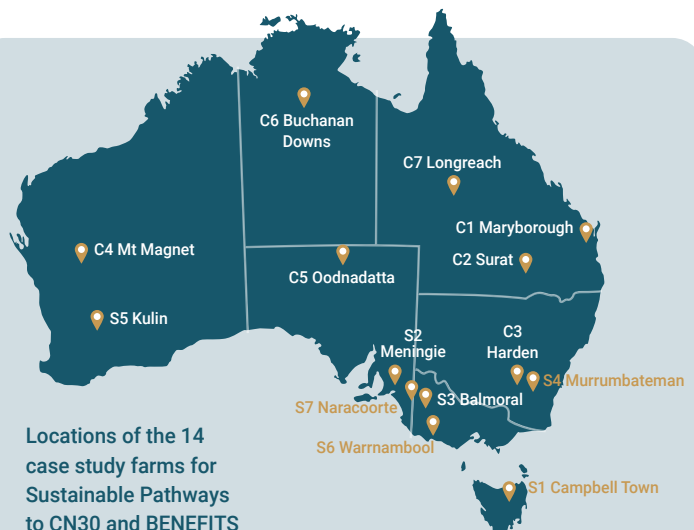 C6 Buchanan
Downs
C7 Longreach
C1 Maryborough
C4 Mt Magnet
C2 Surat
C5 Oodnadatta
S5 Kulin
S2
Meningie
C3
Harden
S4 Murrumbateman
S3 Balmoral
S7 Naracoorte
S6 Warrnambool
S1 Campbell Town
Locations of the 14
case study farms for
Sustainable Pathways
to CN30 and BENEFITS